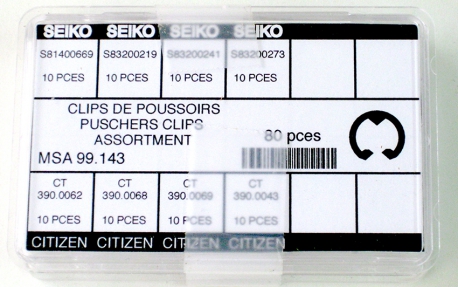 SEIKO SEIKO SEIKO SEIKO
S81400669 S83200219 S83200241 S83200273
10 PCES 10 PCES 10 PCES 10 PCES
CLIPS DE POUSSOIRS
PUSCHERS CLIPS 80 pces
ASSORTMENT
MSA 99.143
CT CT CT CT
390.0062 390.0068 390.0069 390.0043
10 PCES 10 PCES 10 PCES 10 PCES
CITIZEN CITIZEN CITIZEN CITIZEN